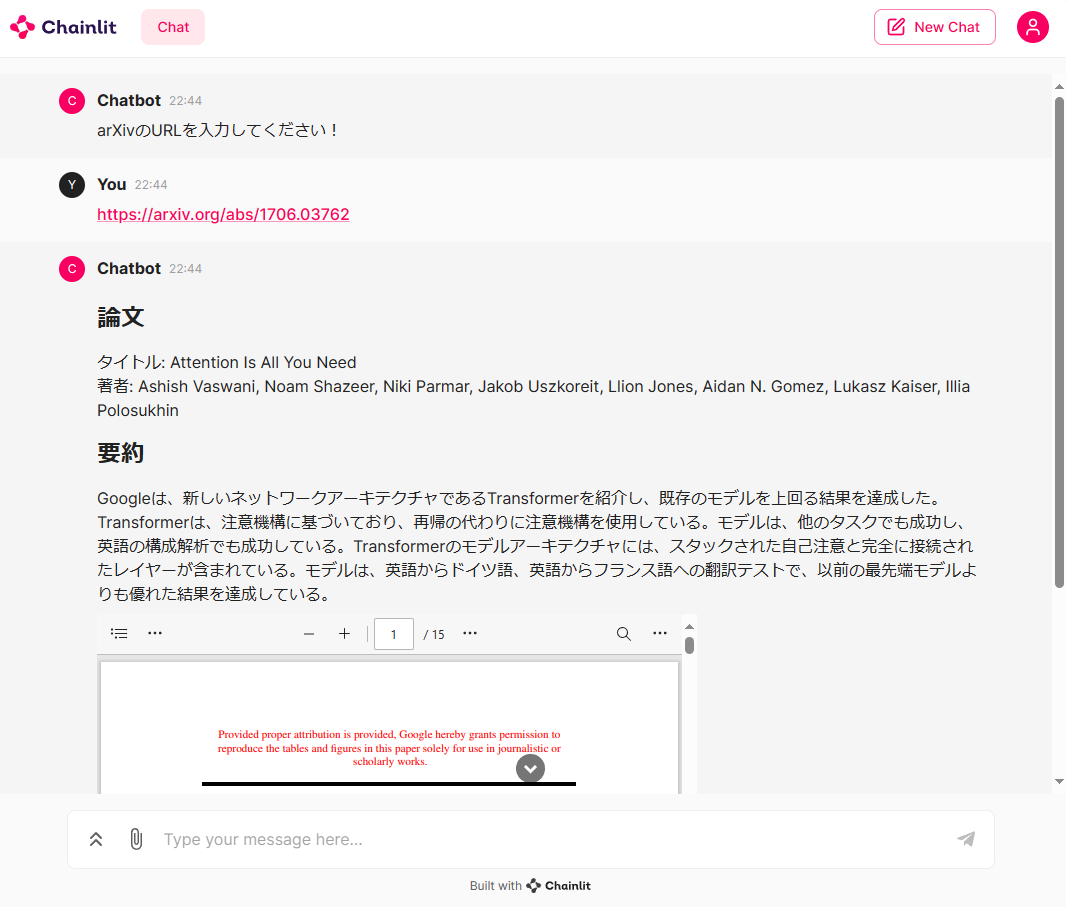 Chainlit
Chat
New Chat
C
Chatbot 22:44
arXivのURLを入力してください！
Y
You 22:44
https://arxiv.org/abs/1706.03762
C
Chatbot 22:44
論文
タイトル: Attention Is All You Need
著者: Ashish Vaswani, Noam Shazeer, Niki Parmar, Jakob Uszkoreit, Llion Jones, Aidan N. Gomez, Lukasz Kaiser, Illia
Polosukhin
要約
Googleは、新しいネットワークアーキテクチャであるTransformerを紹介し、既存のモデルを上回る結果を達成した。
Transformerは、注意機構に基づいており、再帰の代わりに注意機構を使用している。モデルは、他のタスクでも成功し、
英語の構成解析でも成功している。Transformerのモデルアーキテクチャには、スタックされた自己注意と完全に接続され
たレイヤーが含まれている。モデルは、英語からドイツ語、英語からフランス語への翻訳テストで、以前の最先端モデルよ
りも優れた結果を達成している。
1 / 15
Provided proper attribution is provided, Google hereby grants permission to
reproduce the tables and figures in this paper solely for use in journalistic or
scholarly works.
Type your message here...
Built with Chainlit